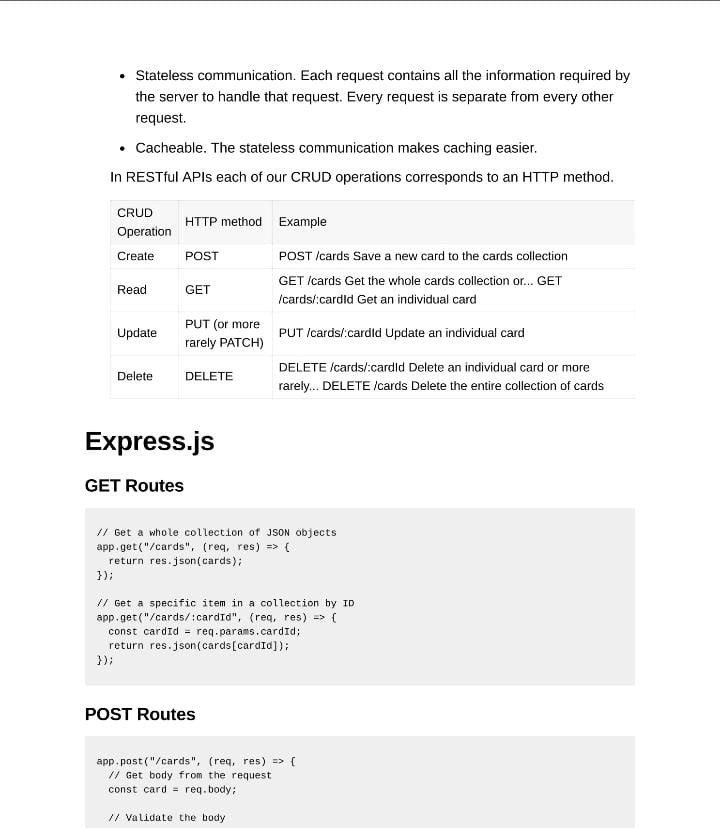 • Stateless communication. Each request contains all the information required by
the server to handle that request. Every request is separate from every other
request.
• Cacheable. The stateless communication makes caching easier.
In RESTful APIs each of our CRUD operations corresponds to an HTTP method.
CRUD
Operation
HTTP method
Example
Create
POST
POST /cards Save a new card to the cards collection
Read
GET
GET /cards Get the whole cards collection or... GET
/cards/:cardId Get an individual card
Update
PUT (or more
rarely PATCH)
PUT /cards/:cardId Update an individual card
Delete
DELETE
DELETE /cards/:cardId Delete an individual card or more
rarely... DELETE /cards Delete the entire collection of cards
Express.js
GET Routes
// Get a whole collection of JSON objects
app.get("/cards", (req, res) => {
  return res.json(cards);
});
// Get a specific item in a collection by ID
app.get("/cards/:cardId", (req, res) => {
  const cardId = req.params.cardId;
  return res.json(cards[cardId]);
});
POST Routes
app.post("/cards", (req, res) => {
  // Get body from the request
  const card = req.body;
  // Validate the body